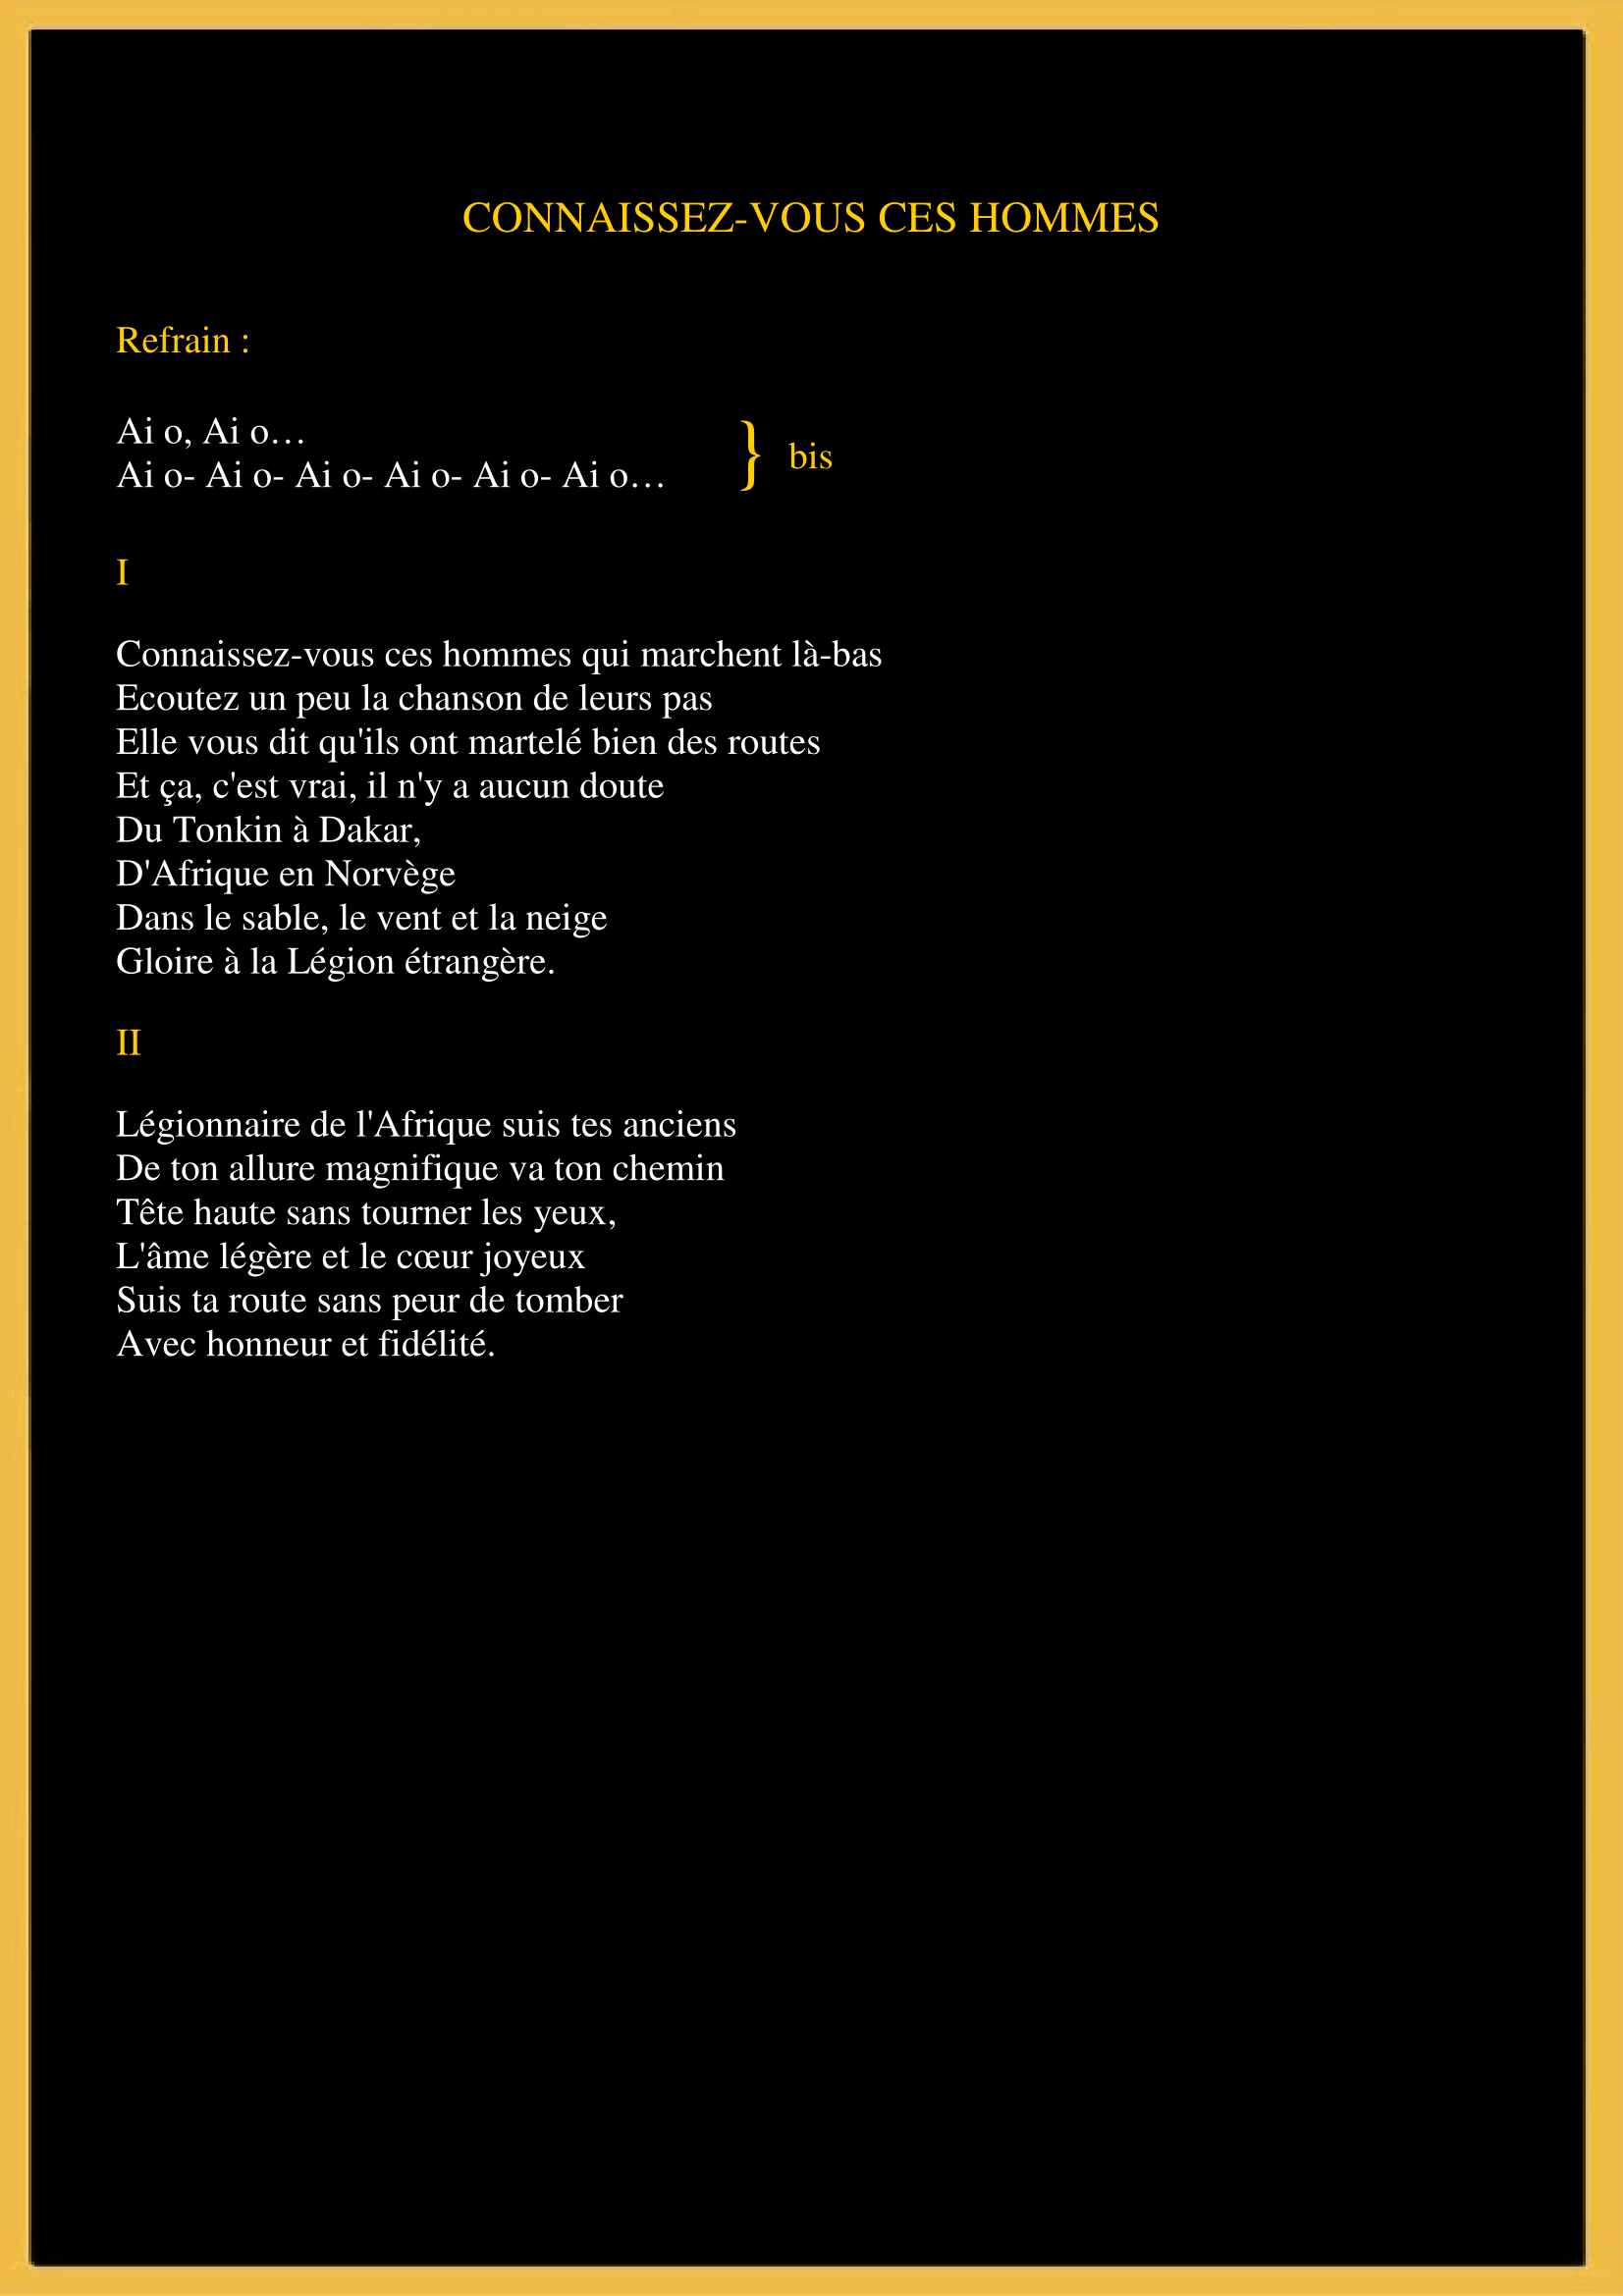 CONNAISSEZ-VOUS CES HOMMES
Refrain :
Ai o, Ai o…
Ai o- Ai o- Ai o- Ai o- Ai o- Ai o…
} bis
I
Connaissez-vous ces hommes qui marchent là-bas
Ecoutez un peu la chanson de leurs pas
Elle vous dit qu'ils ont martelé bien des routes
Et ça, c'est vrai, il n'y a aucun doute
Du Tonkin à Dakar,
D'Afrique en Norvège
Dans le sable, le vent et la neige
Gloire à la Légion étrangère.
II
Légionnaire de l'Afrique suis tes anciens
De ton allure magnifique va ton chemin
Tête haute sans tourner les yeux,
L'âme légère et le cœur joyeux
Suis ta route sans peur de tomber
Avec honneur et fidélité.